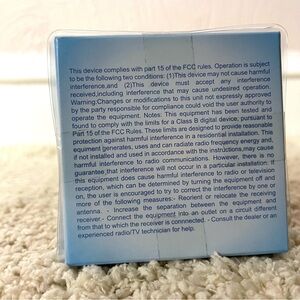 This device complies with part 15 of the FCC rules. Operation is subject
to be the following two conditions: (1)This device may not cause harmful
interference,and (2)This device must accept any interference
received,including interference that may cause undesired operation.
Warning:Changes or modifications to this unit not expressly approved
by the party responsible for compliance could void the user authority to
operate the equipment. Notes: This equipment has been tested and
found to comply with the limits for a Class B digital device, pursuant to
Part 15 of the FCC Rules. These limits are designed to provide reasonable
protection against harmful interference in a residential installation. This
equipment generates, uses and can radiate radio frequency energy and,
if not installed and used in accordance with the instructions,may cause
harmful interference to radio communications. However, there is no
guarantee that interference will not occur in a particular installation: If
this equipment does cause harmful interference to radio or television
reception, which can be determined by turning the equipment off and
on, the user is encouraged to try to correct the interference by one or
more of the following measures:- Reorient or relocate the receiving
antenna. - Increase the separation between the equipment and
receiver.- Connect the equipment into an outlet on a circuit different
from that to which the receiver is connected.- Consult the dealer or an
experienced radio/TV technician for help.